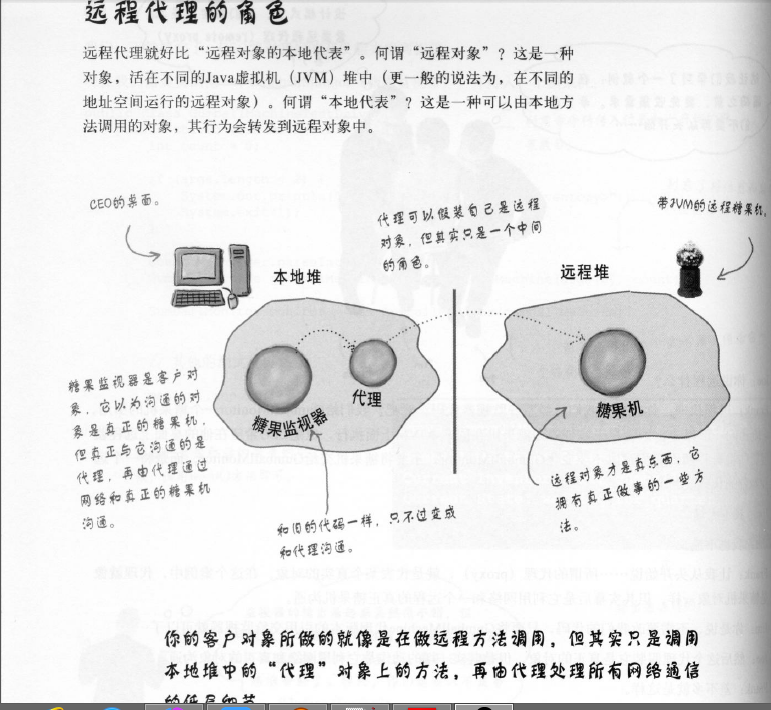 远程代理的角色
远程代理就好比“远程对象的本地代表”。何谓“远程对象”？这是一种
对象，活在不同的Java虚拟机（JVM）堆中（更一般的说法为，在不同的
地址空间运行的远程对象）。何谓“本地代表”？这是一种可以由本地方
法调用的对象，其行为会转发到远程对象中。
CEO的桌面。
代理可以假装自己是远程
对象，但其实只是一个中间
的角色。
带JVM的远程糖果机。
本地堆
远程堆
糖果监视器是客户对
象，它以为沟通的对
象是真正的糖果机，
但真正与它沟通的是
代理，再由代理通过
网络和真正的糖果机
沟通。
糖果监视器
代理
糖果机
和旧的代码一样，只不过变成
和代理沟通。
远程对象才是真东西，它
拥有真正做事的一些方
法。
你的客户对象所做的就像是在做远程方法调用，但其实只是调用
本地堆中的“代理”对象上的方法，再由代理处理所有网络通信
的低层细节